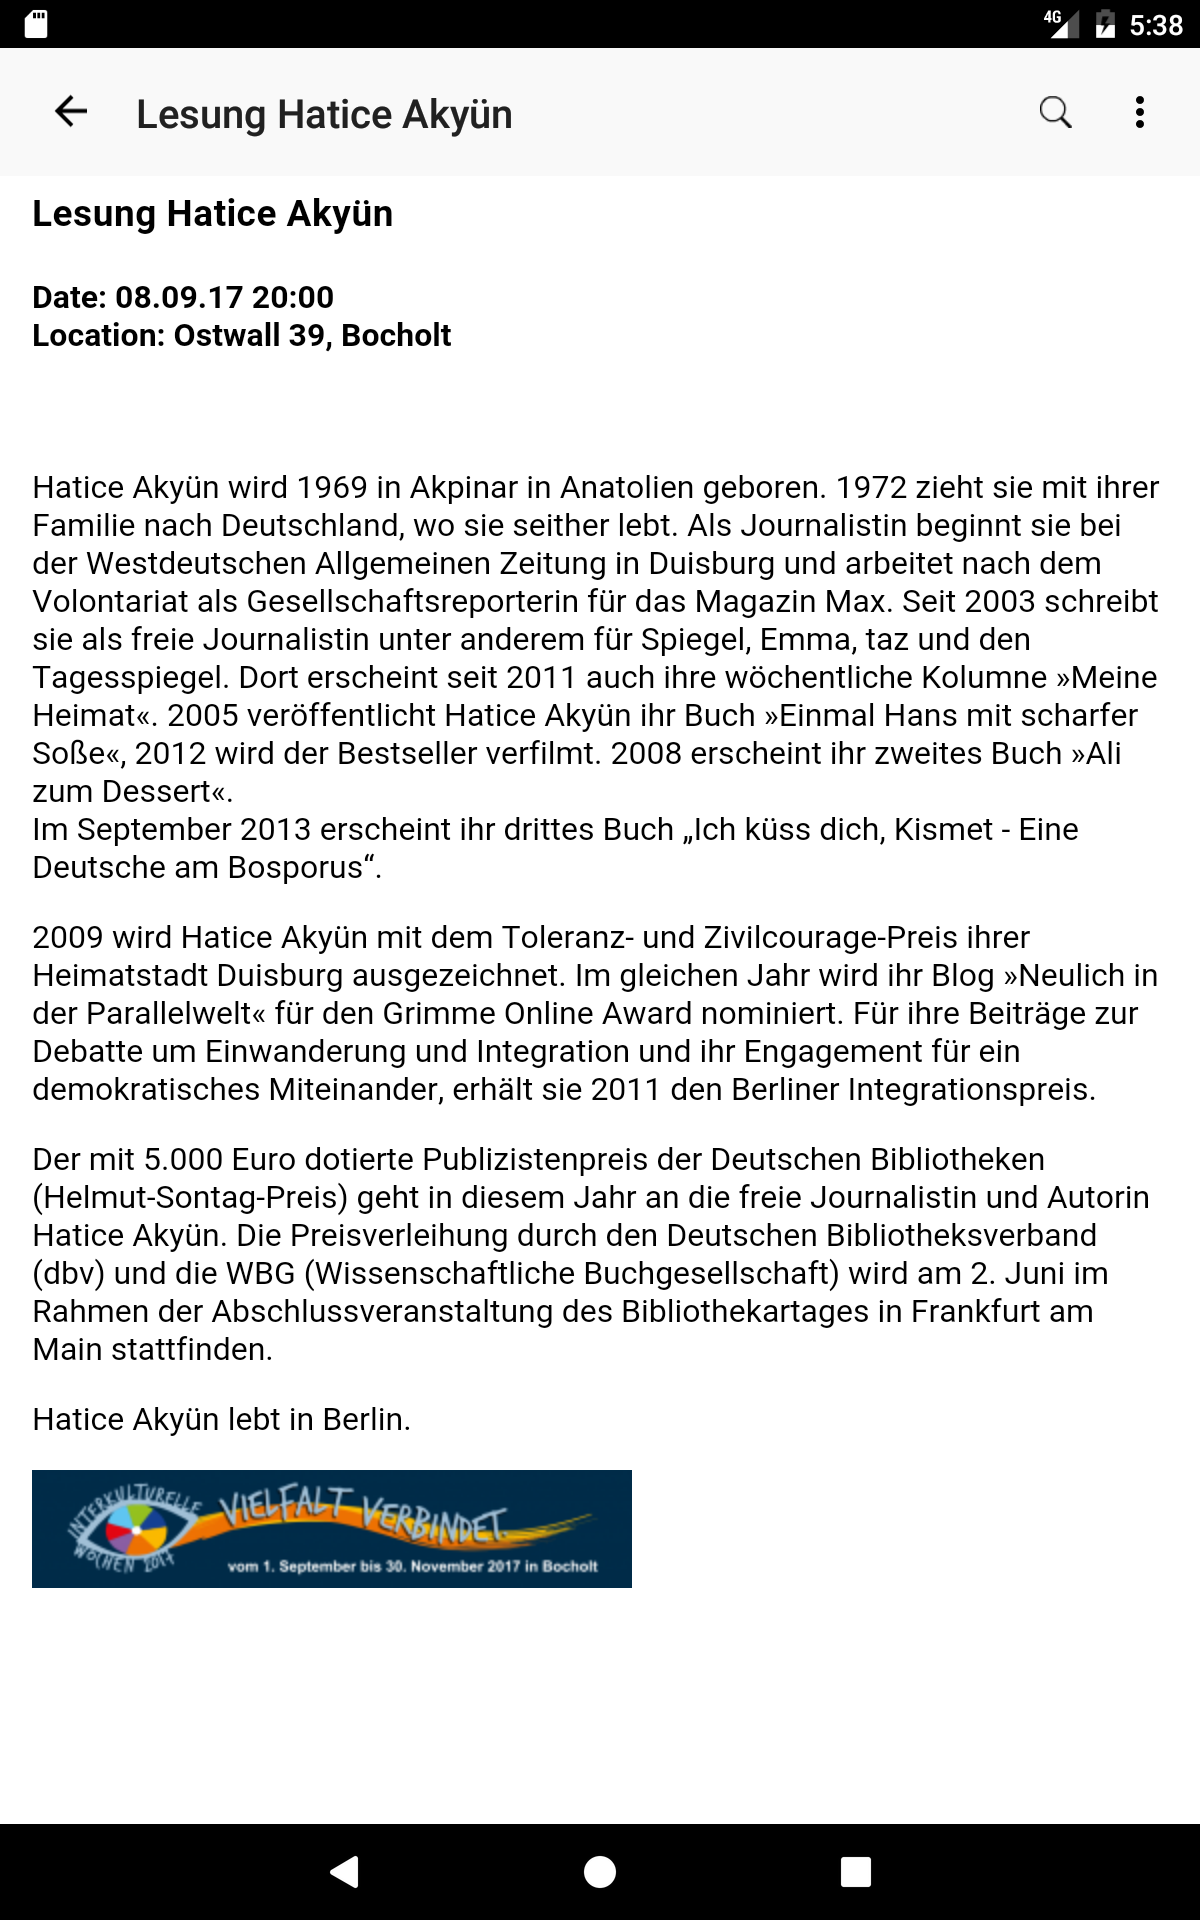 4G
5:38
Lesung Hatice Akyün
Lesung Hatice Akyün
Date: 08.09.17 20:00
Location: Ostwall 39, Bocholt
Hatice Akyün wird 1969 in Akpinar in Anatolien geboren. 1972 zieht sie mit ihrer
Familie nach Deutschland, wo sie seither lebt. Als Journalistin beginnt sie bei
der Westdeutschen Allgemeinen Zeitung in Duisburg und arbeitet nach dem
Volontariat als Gesellschaftsreporterin für das Magazin Max. Seit 2003 schreibt
sie als freie Journalistin unter anderem für Spiegel, Emma, taz und den
Tagesspiegel. Dort erscheint seit 2011 auch ihre wöchentliche Kolumne »Meine
Heimat«. 2005 veröffentlicht Hatice Akyün ihr Buch »Einmal Hans mit scharfer
Soße«, 2012 wird der Bestseller verfilmt. 2008 erscheint ihr zweites Buch »Ali
zum Dessert«.
Im September 2013 erscheint ihr drittes Buch „Ich küss dich, Kismet - Eine
Deutsche am Bosporus“.
2009 wird Hatice Akyün mit dem Toleranz- und Zivilcourage-Preis ihrer
Heimatstadt Duisburg ausgezeichnet. Im gleichen Jahr wird ihr Blog »Neulich in
der Parallelwelt« für den Grimme Online Award nominiert. Für ihre Beiträge zur
Debatte um Einwanderung und Integration und ihr Engagement für ein
demokratisches Miteinander, erhält sie 2011 den Berliner Integrationspreis.
Der mit 5.000 Euro dotierte Publizistenpreis der Deutschen Bibliotheken
(Helmut-Sontag-Preis) geht in diesem Jahr an die freie Journalistin und Autorin
Hatice Akyün. Die Preisverleihung durch den Deutschen Bibliotheksverband
(dbv) und die WBG (Wissenschaftliche Buchgesellschaft) wird am 2. Juni im
Rahmen der Abschlussveranstaltung des Bibliothekartages in Frankfurt am
Main stattfinden.
Hatice Akyün lebt in Berlin.
INTERKULTURELLE
WOCHEN 2017
VIELFALT VERBINDET.
vom 1. September bis 30. November 2017 in Bocholt